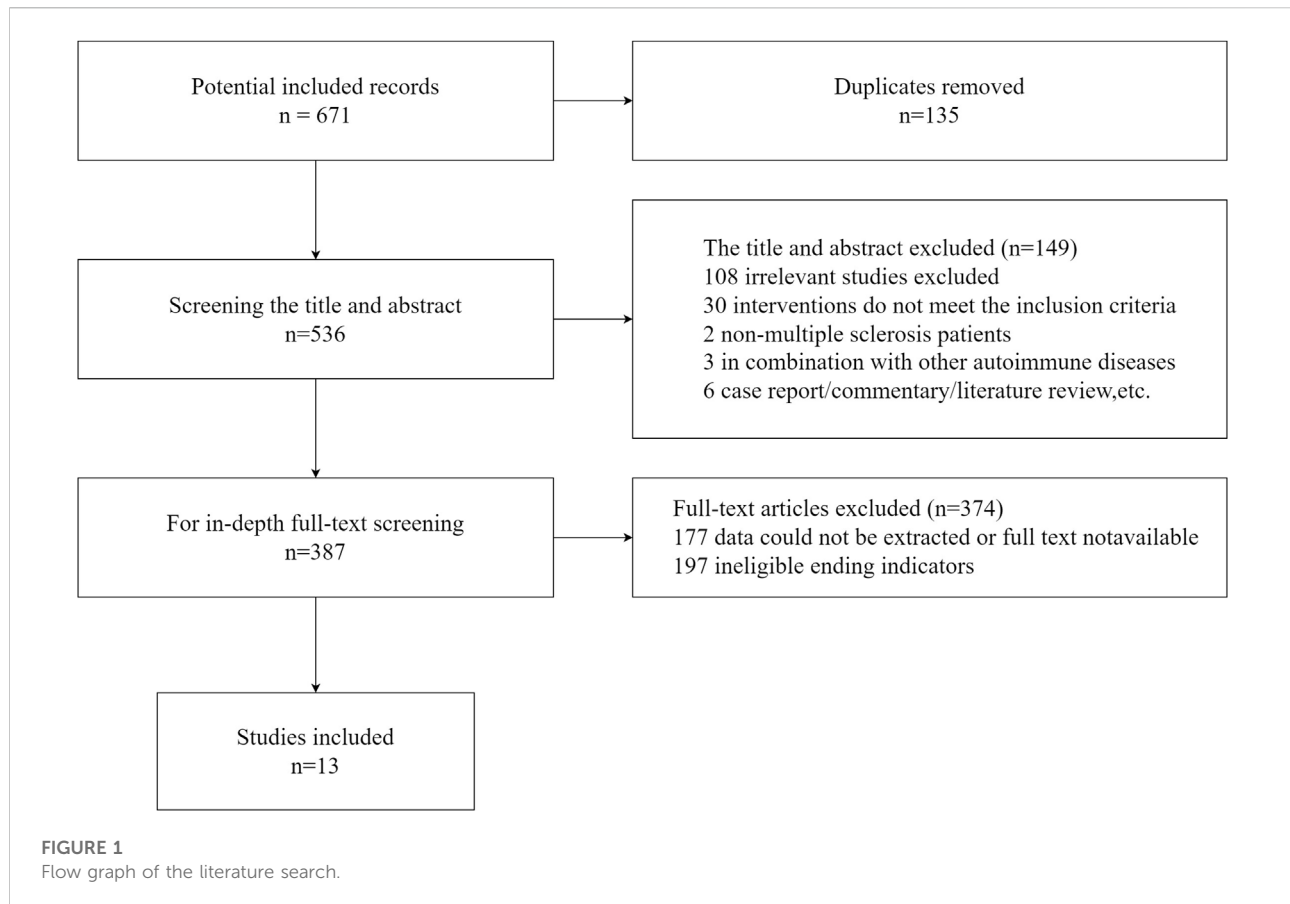 Potential included records
n = 671
Duplicates removed
n=135
Screening the title and abstract
n=536
The title and abstract excluded (n=149)
108 irrelevant studies excluded
30 interventions do not meet the inclusion criteria
2 non-multiple sclerosis patients
3 in combination with other autoimmune diseases
6 case report/commentary/literature review,etc.
For in-depth full-text screening
n=387
Full-text articles excluded (n=374)
177 data could not be extracted or full text notavailable
197 ineligible ending indicators
Studies included
n=13
FIGURE 1
Flow graph of the literature search.